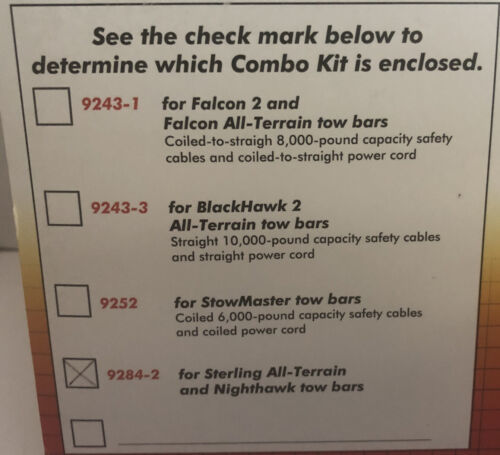 See the check mark below to
determine which Combo Kit is enclosed.
9243-1 for Falcon 2 and
Falcon All-Terrain tow bars
Coiled-to-straigh 8,000-pound capacity safety
cables and coiled-to-straight power cord
9243-3 for BlackHawk 2
All-Terrain tow bars
Straight 10,000-pound capacity safety cables
and straight power cord
9252 for StowMaster tow bars
Coiled 6,000-pound capacity safety cables
and coiled power cord
9284-2 for Sterling All-Terrain
and Nighthawk tow bars